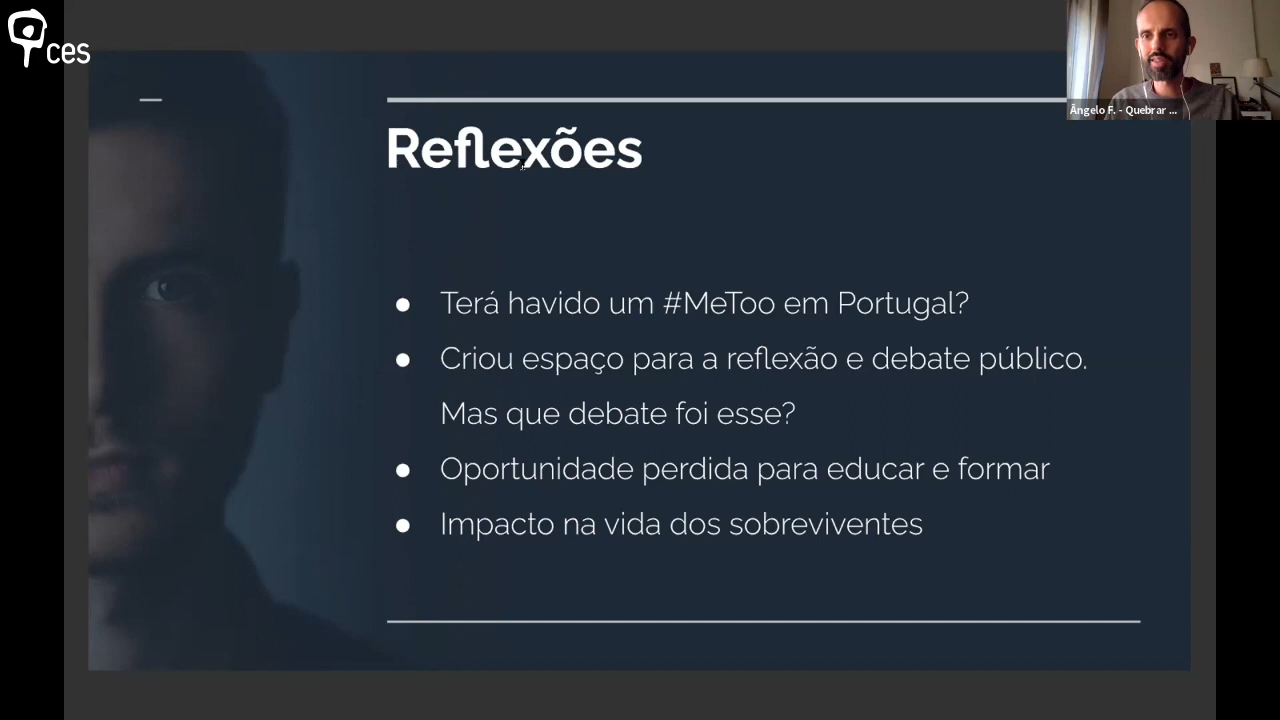 ces
Ângelo F. - Quebrar ...
Reflexões
● Terá havido um #MeToo em Portugal?
● Criou espaço para a reflexão e debate público.
Mas que debate foi esse?
● Oportunidade perdida para educar e formar
● Impacto na vida dos sobreviventes